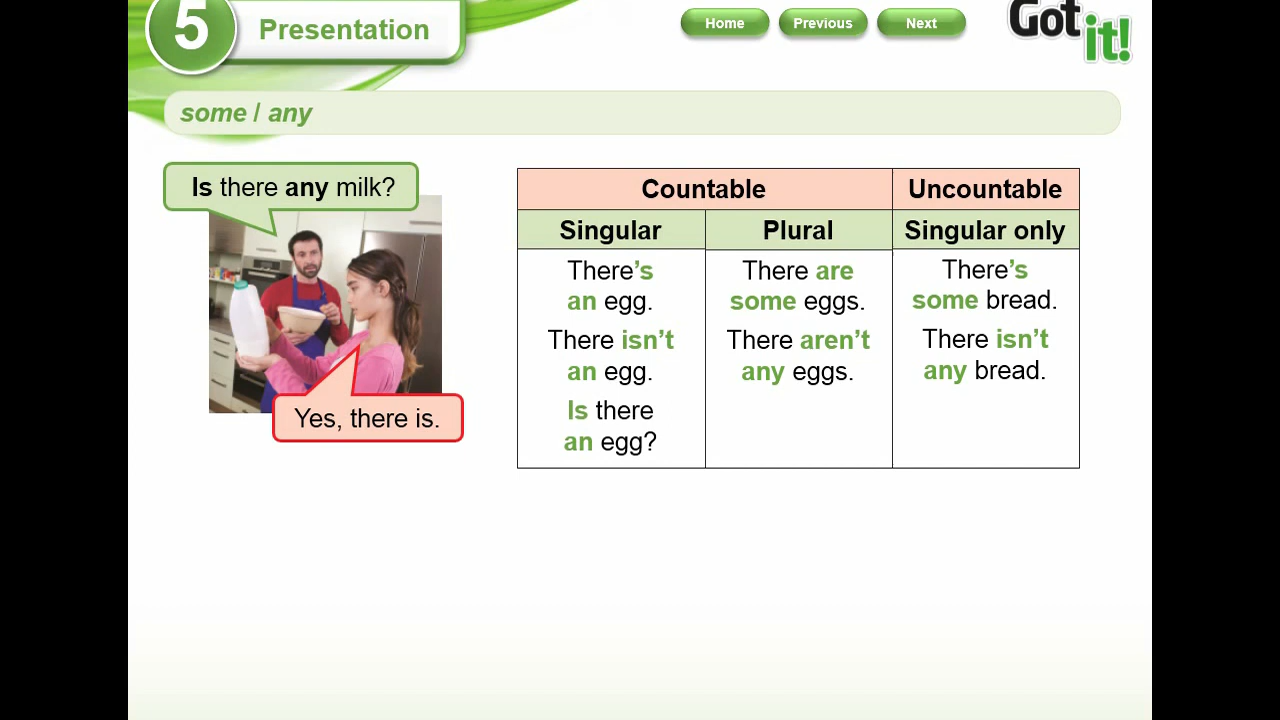 5
Presentation
Home
Previous
Next
Got it!
some / any
Is there any milk?
Yes, there is.
Countable
Uncountable
Singular
Plural
Singular only
There's
an egg.
There isn't
an egg.
Is there
an egg?
There are
some eggs.
There aren't
any eggs.
There's
some bread.
There isn't
any bread.